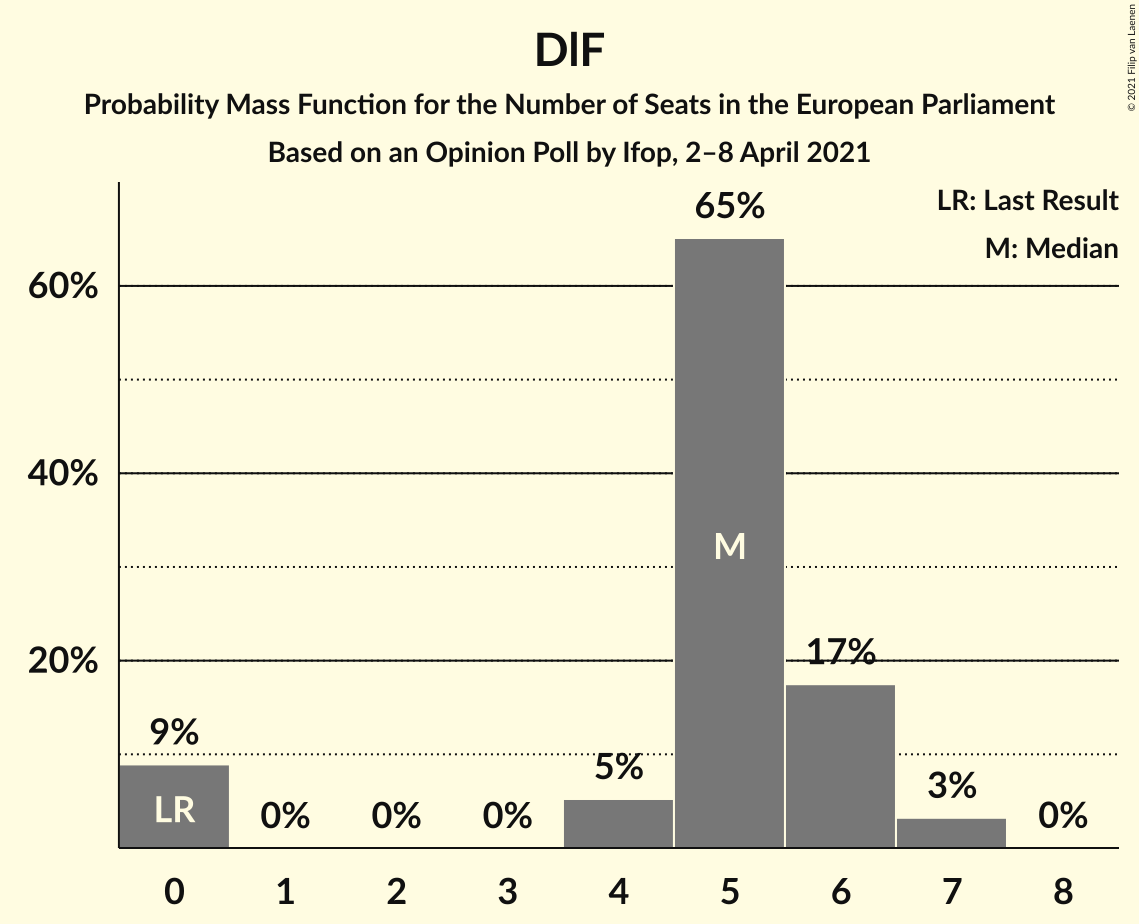 DlF
Probability Mass Function for the Number of Seats in the European Parliament
Based on an Opinion Poll by Ifop, 2–8 April 2021
© 2021 Filip van Laenen
LR: Last Result
M: Median
60%
40%
20%
9%
0%
0%
0%
5%
65%
17%
3%
0%
LR
M
0 1 2 3 4 5 6 7 8